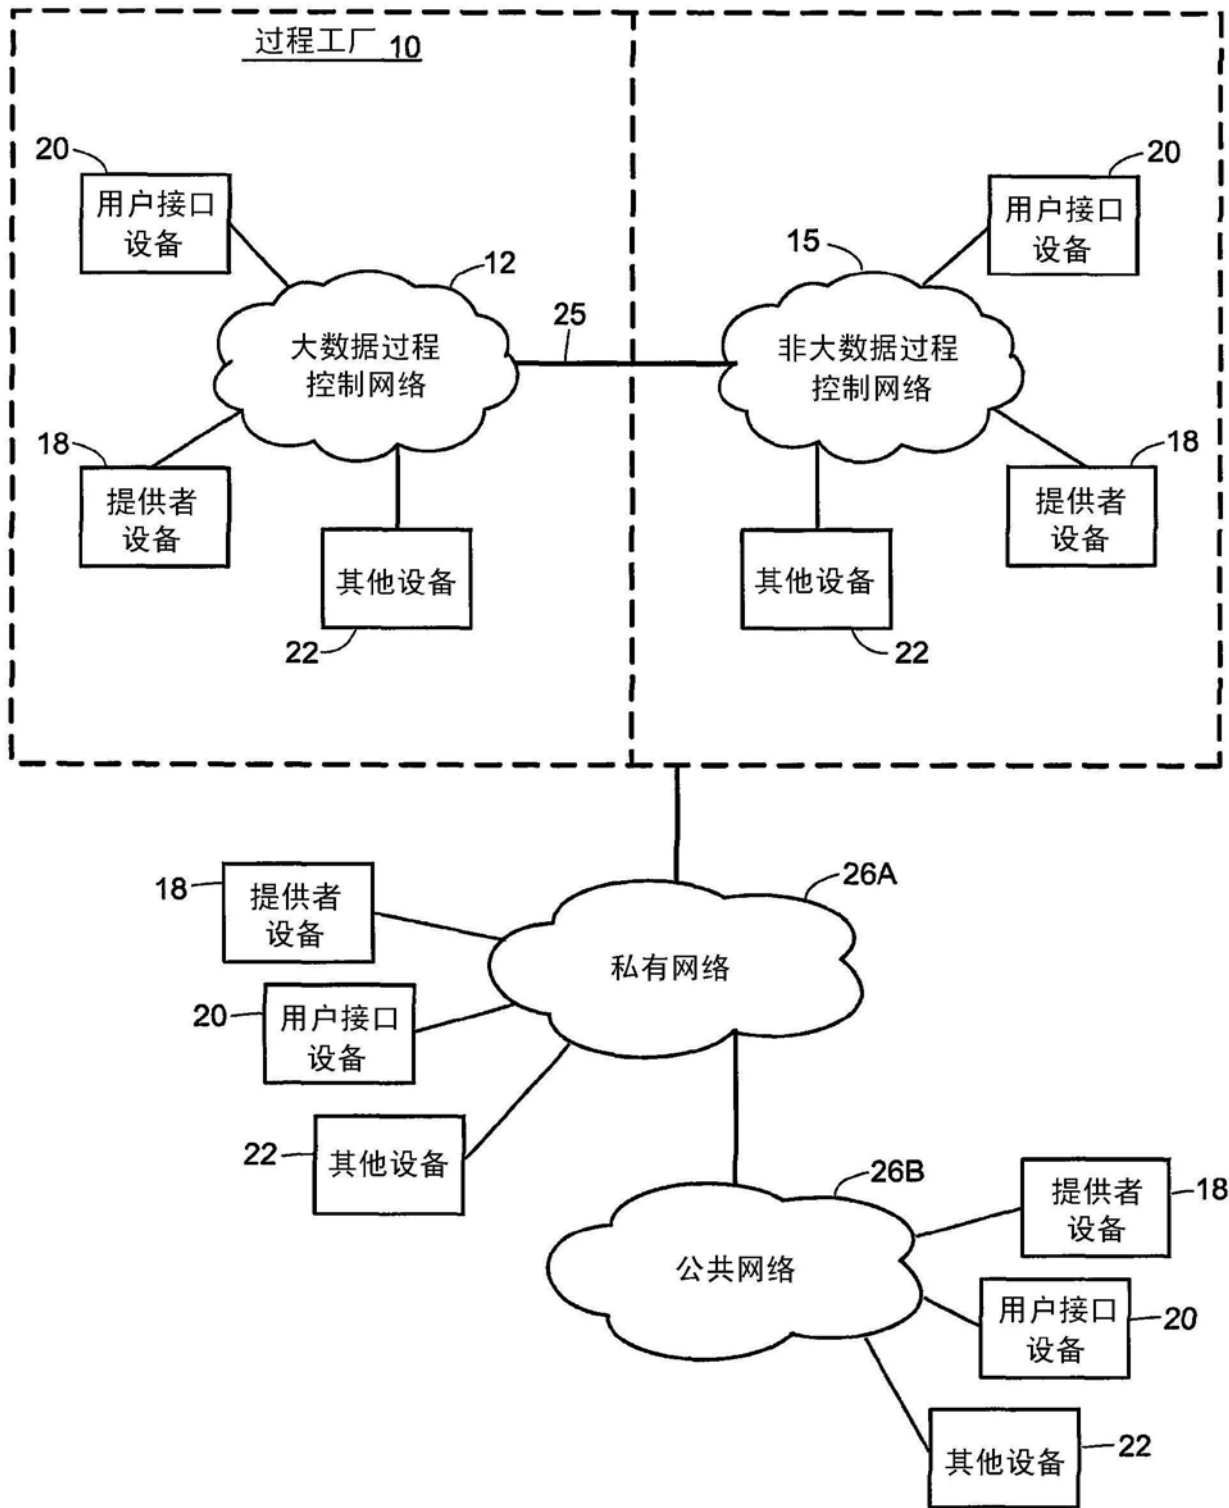 过程工厂 10
20
用户接口
设备
12
大数据过程
控制网络
25
18
提供者
设备
其他设备
22
20
用户接口
设备
15
非大数据过程
控制网络
18
提供者
设备
其他设备
22
26A
私有网络
18
提供者
设备
20
用户接口
设备
22
其他设备
26B
公共网络
提供者
设备
18
用户接口
设备
20
其他设备
22